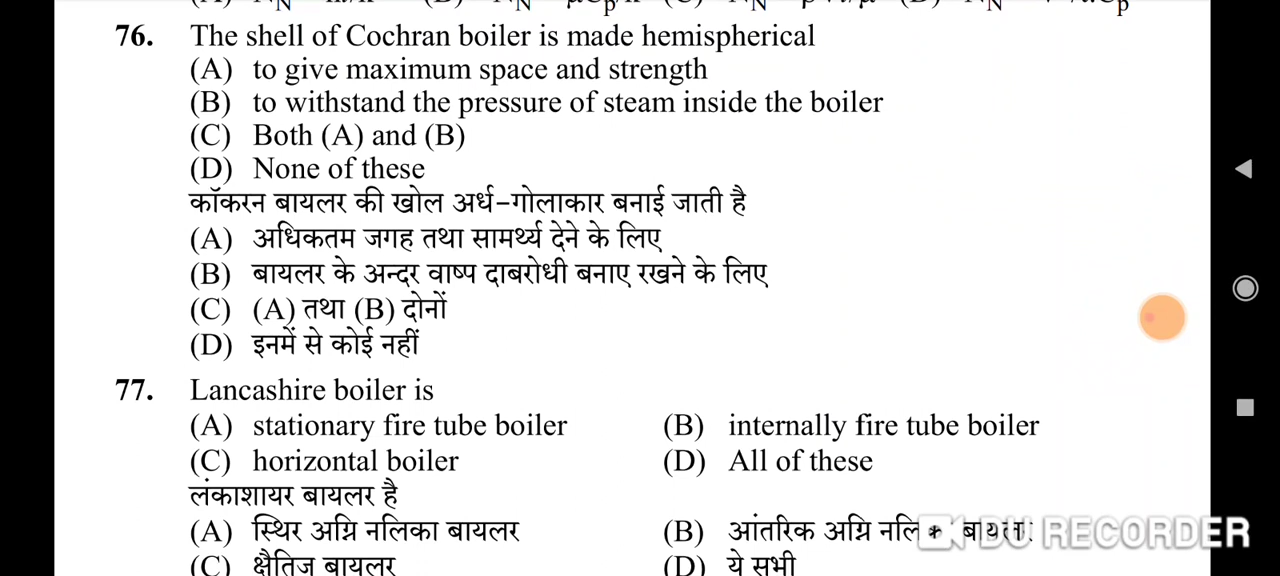 76. The shell of Cochran boiler is made hemispherical
(A) to give maximum space and strength
(B) to withstand the pressure of steam inside the boiler
(C) Both (A) and (B)
(D) None of these
कॉकरन बायलर की खोल अर्ध-गोलाकार बनाई जाती है
(A) अधिकतम जगह तथा सामर्थ्य देने के लिए
(B) बायलर के अन्दर वाष्प दाबरोधी बनाए रखने के लिए
(C) (A) तथा (B) दोनों
(D) इनमें से कोई नहीं
77. Lancashire boiler is
(A) stationary fire tube boiler (B) internally fire tube boiler
(C) horizontal boiler (D) All of these
लंकाशायर बायलर है
(A) स्थिर अग्नि नलिका बायलर (B) आंतरिक अग्नि
DU RECORDER
(C) क्षैतिज बायलर (D) ये सभी